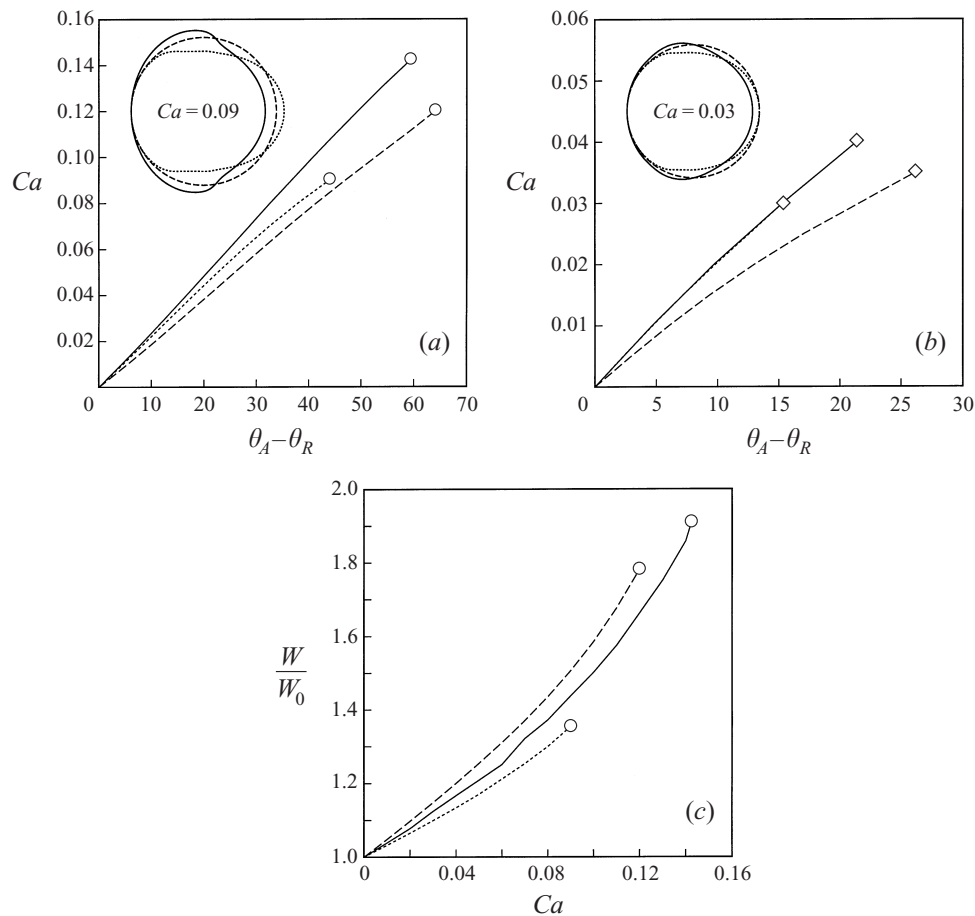 0.16
0.14
0.12
0.10
Ca
0.08
0.06
0.04
0.02
Ca = 0.09
(a)
0 10 20 30 40 50 60 70
θA–θR
0.06
0.05
0.04
Ca
0.03
0.02
0.01
Ca = 0.03
(b)
0 5 10 15 20 25 30
θA–θR
2.0
1.8
1.6
W
W0
1.4
1.2
1.0
(c)
0 0.04 0.08 0.12 0.16
Ca